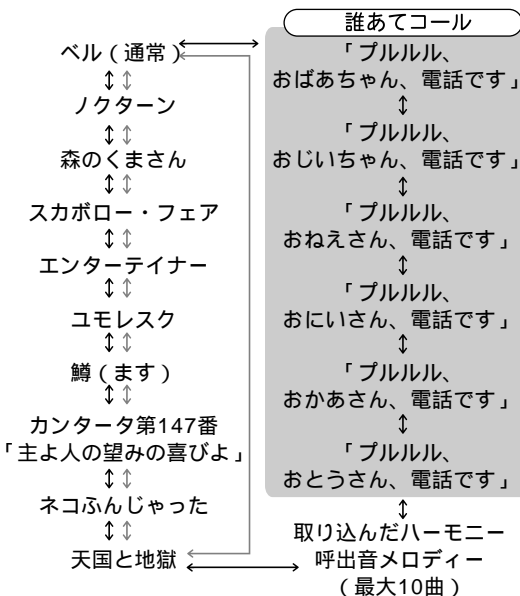 誰あてコール
ベル(通常)
ノクターン
森のくまさん
スカボロー・フェア
エンターテイナー
ユモレスク
鱒(ます)
カンタータ第147番
「主よ人の望みの喜びよ」
ネコふんじゃった
天国と地獄
「プルルル、
おばあちゃん、電話です」
「プルルル、
おじいちゃん、電話です」
「プルルル、
おねえさん、電話です」
「プルルル、
おにいさん、電話です」
「プルルル、
おかあさん、電話です」
「プルルル、
おとうさん、電話です」
取り込んだハーモニー
呼出音メロディー
(最大10曲)